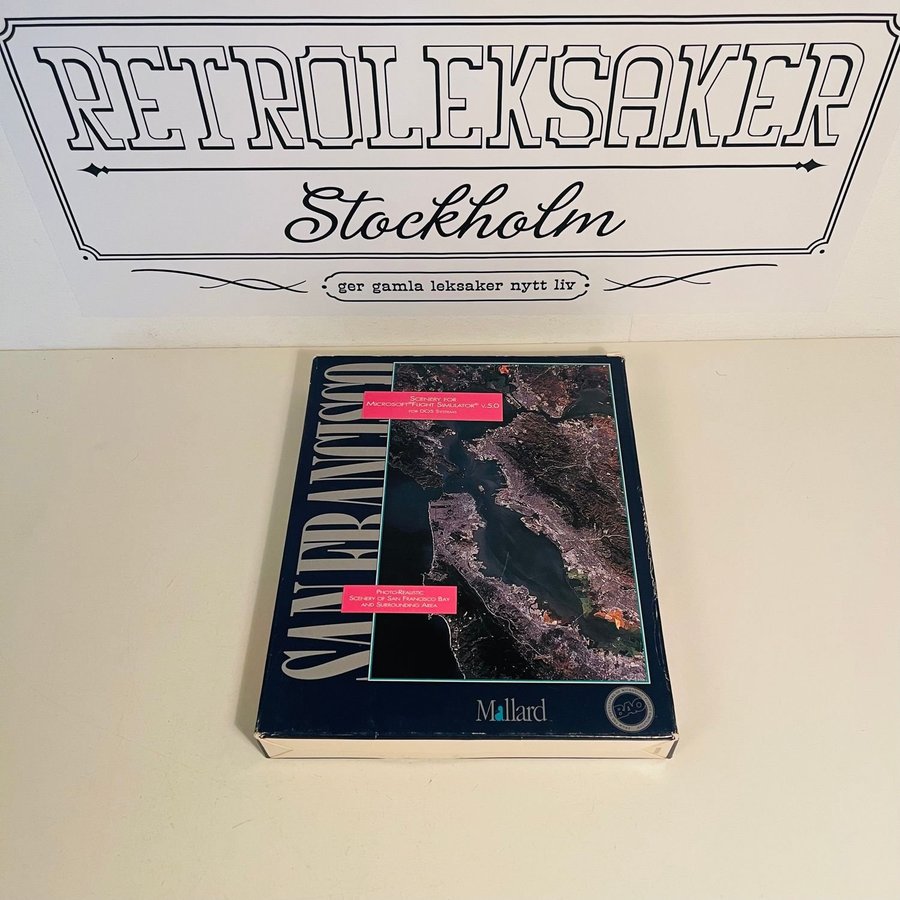 RETROLEKSAKER
Stockholm
ger gamla leksaker nytt liv
SAN FRANCISCO
SCENERY FOR
MICROSOFT® FLIGHT SIMULATOR® V.5.0
FOR DOS SYSTEMS
PHOTO-REALISTIC
SCENERY OF SAN FRANCISCO BAY
AND SURROUNDING AREA
Mallard
BAO